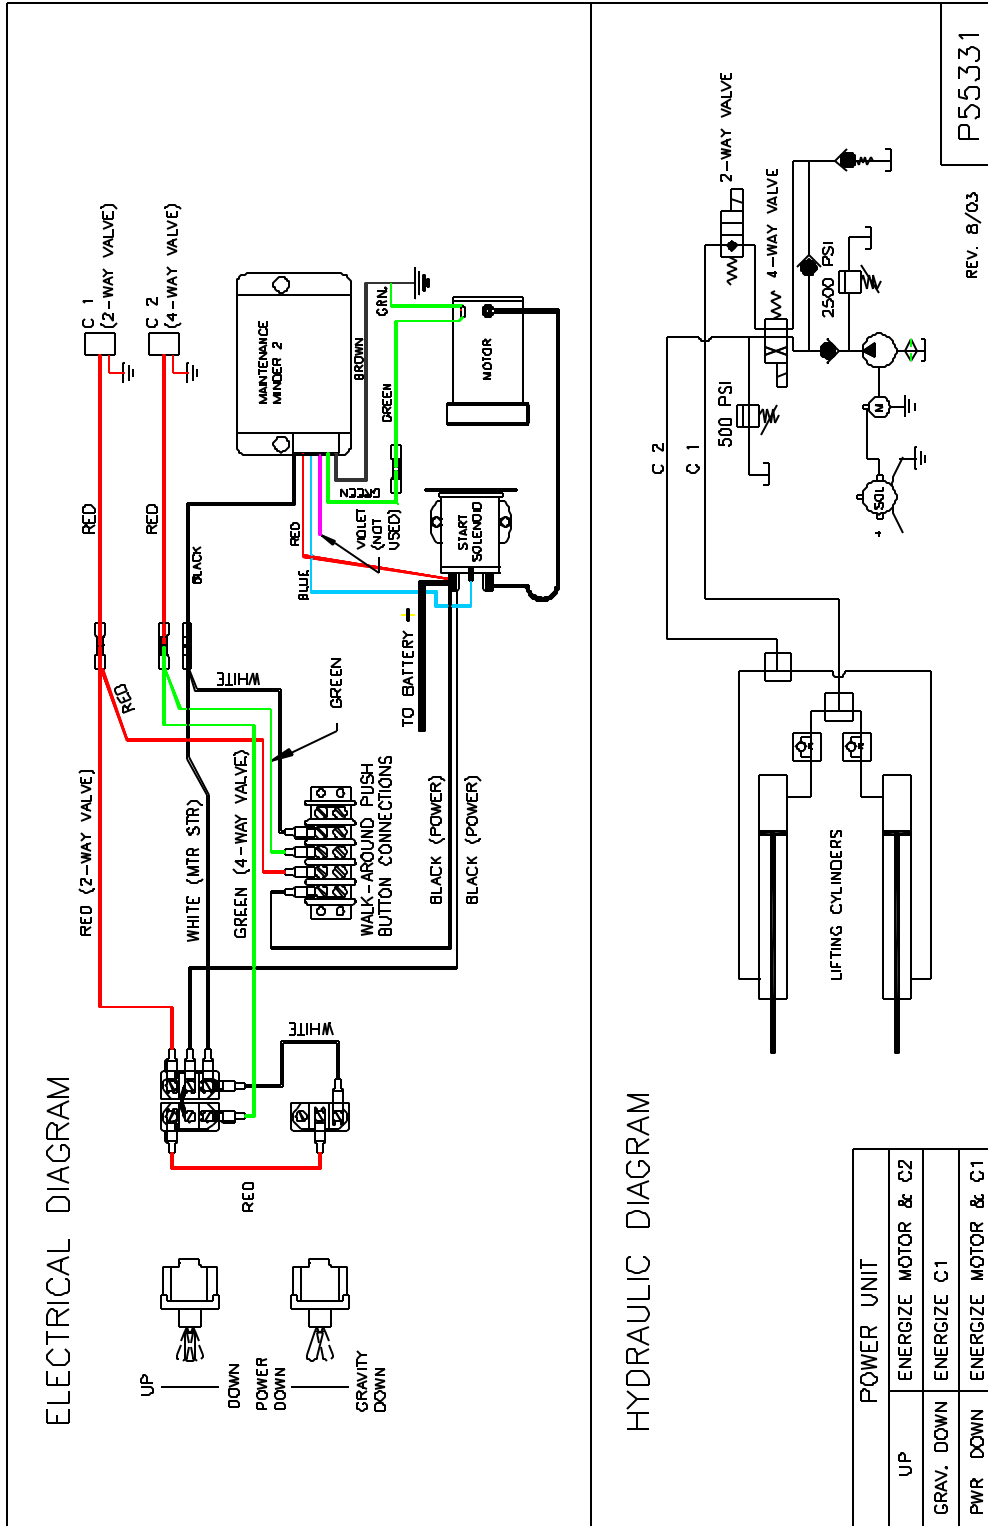 ELECTRICAL DIAGRAM
UP
DOWN
POWER
DOWN
GRAVITY
DOWN
RED
WHITE
RED (2-WAY VALVE)
WHITE (MTR STR)
GREEN (4-WAY VALVE)
WALK-AROUND PUSH
BUTTON CONNECTIONS
BLACK (POWER)
BLACK (POWER)
RED
WHITE
GREEN
TO BATTERY +
RED
RED
BLACK
C 1
(2-WAY VALVE)
C 2
(4-WAY VALVE)
MAINTENANCE
MINDER 2
RED
BLUE
VIOLET
(NOT
USED)
GREEN
GREEN
BROWN
GRN.
MOTOR
START
SOLENOID
HYDRAULIC DIAGRAM
LIFTING CYLINDERS
C 2
C 1
500 PSI
2-WAY VALVE
4-WAY VALVE
2500 PSI
M
SOL
+
POWER UNIT
UP ENERGIZE MOTOR & C2
GRAV. DOWN ENERGIZE C1
PWR DOWN ENERGIZE MOTOR & C1
REV. 8/03
P55331